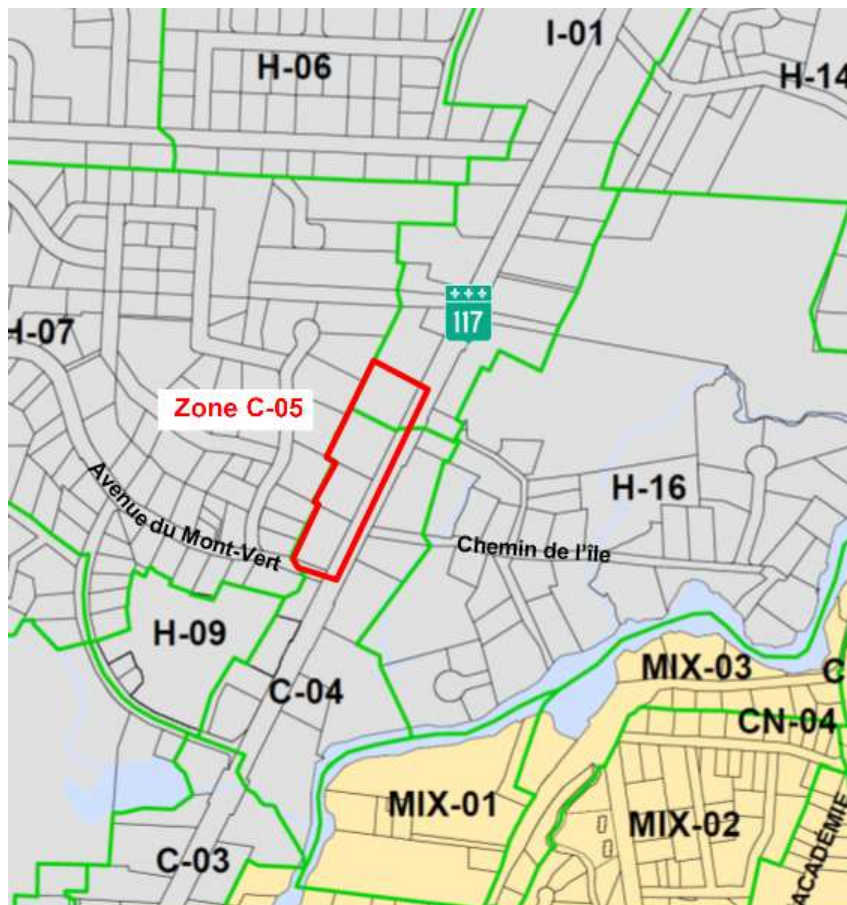 I-01
H-06
H-14
117
H-07
Zone C-05
H-16
Avenue du Mont-Vert
Chemin de l'île
H-09
MIX-03
C-04
C
CN-04
MIX-01
MIX-02
ACADÉMIE
C-03